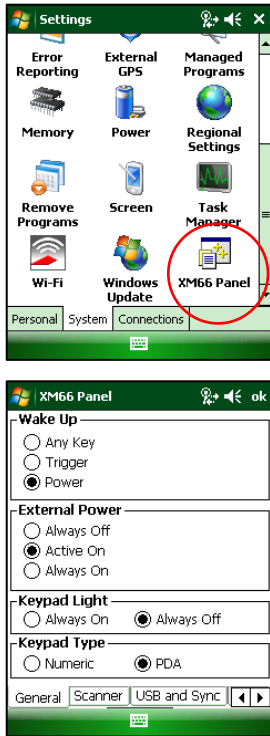 Settings
Error Reporting
External GPS
Managed Programs
Memory
Power
Regional Settings
Remove Programs
Screen
Task Manager
Wi-Fi
Windows Update
XM66 Panel
Personal System Connections
XM66 Panel ok
Wake Up
Any Key
Trigger
Power
External Power
Always Off
Active On
Always On
Keypad Light
Always On Always Off
Keypad Type
Numeric PDA
General Scanner USB and Sync